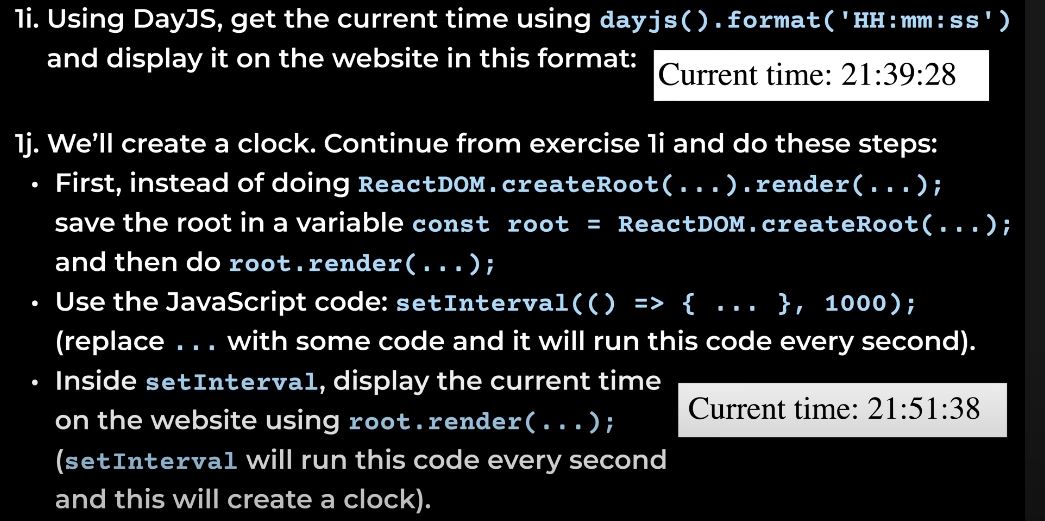 1i. Using DayJS, get the current time using dayjs().format('HH:mm:ss')
and display it on the website in this format:
Current time: 21:39:28
1j. We’ll create a clock. Continue from exercise 1i and do these steps:
• First, instead of doing ReactDOM.createRoot(...).render(...);
save the root in a variable const root = ReactDOM.createRoot(...);
and then do root.render(...);
• Use the JavaScript code: setInterval(() => { ... }, 1000);
(replace ... with some code and it will run this code every second).
• Inside setInterval, display the current time
on the website using root.render(...);
(setInterval will run this code every second
and this will create a clock).
Current time: 21:51:38